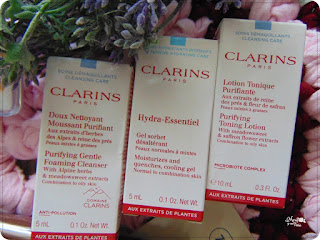 SOINS DÉMAQUILLANTS
CLEANSING CARE
CLARINS
PARIS
Doux Nettoyant
Moussant Purifiant
Aux extraits d'herbes
des Alpes & reine des prés
Peaux mixtes à grasses
Purifying Gentle
Foaming Cleanser
With Alpine herbs
& meadowsweet extracts
Combination to oily skin
DOMAINE
CLARINS
ANTI-POLLUTION
5 mL 0.1 Oz. Net Wt.
AUX EXTRAITS DE PLANTES
CLARINS
PARIS
Hydra-Essentiel
Gel sorbet
désaltérant
Peaux normales à mixtes
Moisturizes and
quenches, cooling gel
Normal to combination skin
5 mL 0.1 Oz. Net Wt.
AUX EXTRAITS DE PLANTES
SOINS DÉMAQUILLANTS
CLEANSING CARE
CLARINS
PARIS
Lotion Tonique
Purifiante
Aux extraits de reine
des prés & fleur de safran
Peaux mixtes à grasses
Purifying
Toning Lotion
With meadowsweet
& saffron flower extracts
Combination to oily skin
MICROBIOTE COMPLEX
10 mL 0.3 Fl. Oz.
AUX EXTRAITS DE PLANTES